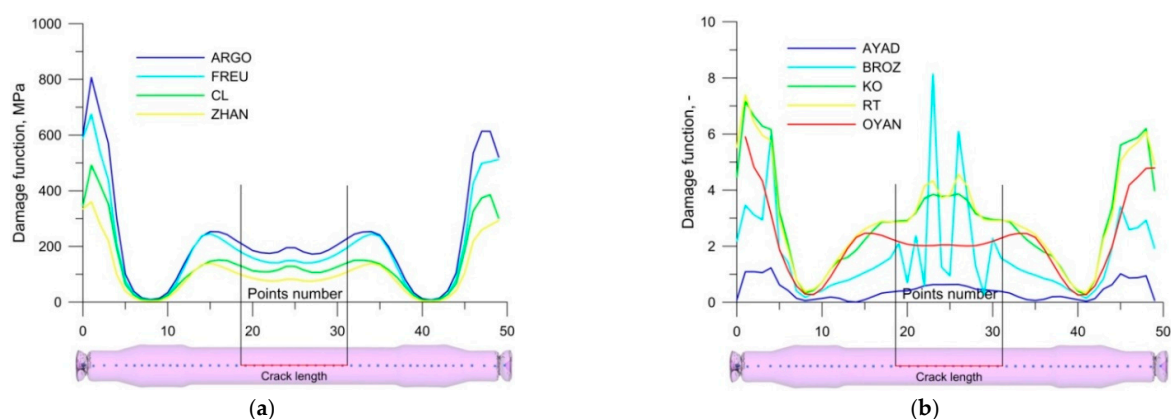 1000
800
600
400
200
0
Damage function, MPa
ARGO
FREU
CL
ZHAN
Points number
0 10 20 30 40 50
Crack length
(a)
10
8
6
4
2
0
Damage function, -
AYAD
BROZ
KO
RT
OYAN
Points number
0 10 20 30 40 50
Crack length
(b)